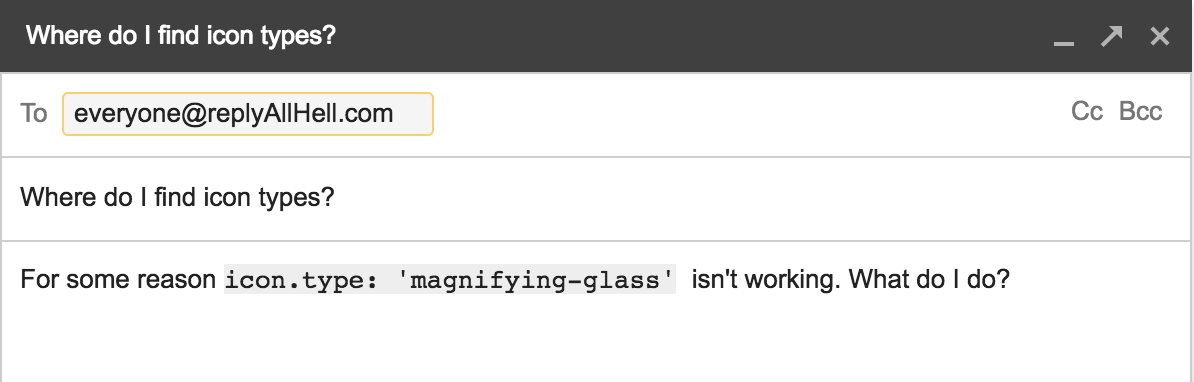 Where do I find icon types?
To everyone@replyAllHell.com Cc Bcc
Where do I find icon types?
For some reason icon.type: 'magnifying-glass' isn't working. What do I do?